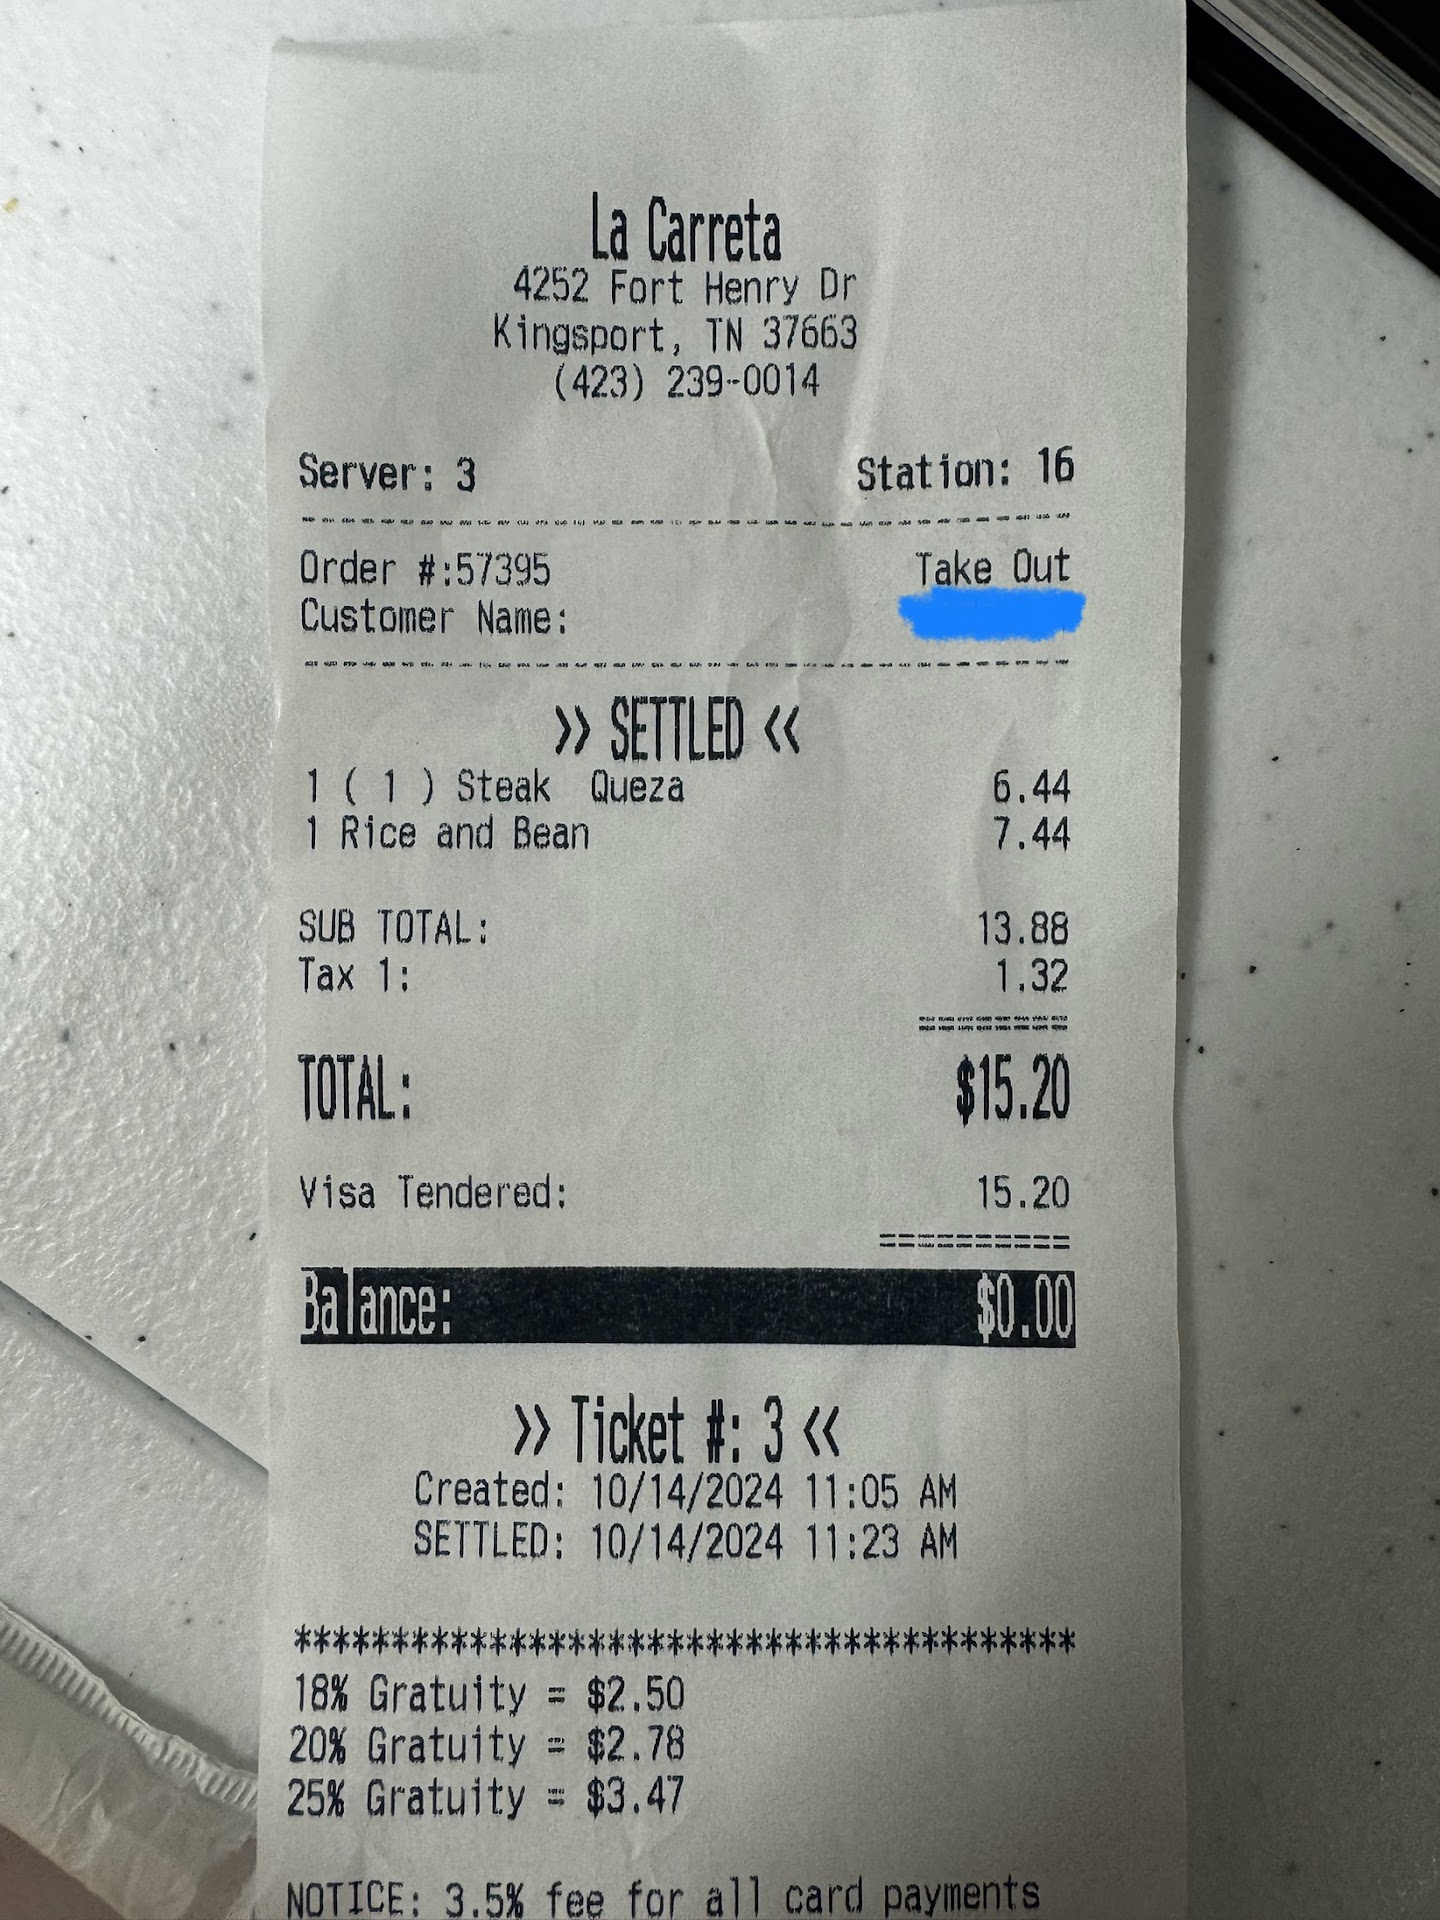 La Carreta
4252 Fort Henry Dr
Kingsport, TN 37663
(423) 239-0014
Server: 3 Station: 16
Order #:57395 Take Out
Customer Name:
>> SETTLED <<
1 ( 1 ) Steak Queza 6.44
1 Rice and Bean 7.44
SUB TOTAL: 13.88
Tax 1: 1.32
TOTAL: $15.20
Visa Tendered: 15.20
Balance: $0.00
>> Ticket #: 3 <<
Created: 10/14/2024 11:05 AM
SETTLED: 10/14/2024 11:23 AM
****************************************
18% Gratuity = $2.50
20% Gratuity = $2.78
25% Gratuity = $3.47
NOTICE: 3.5% fee for all card payments